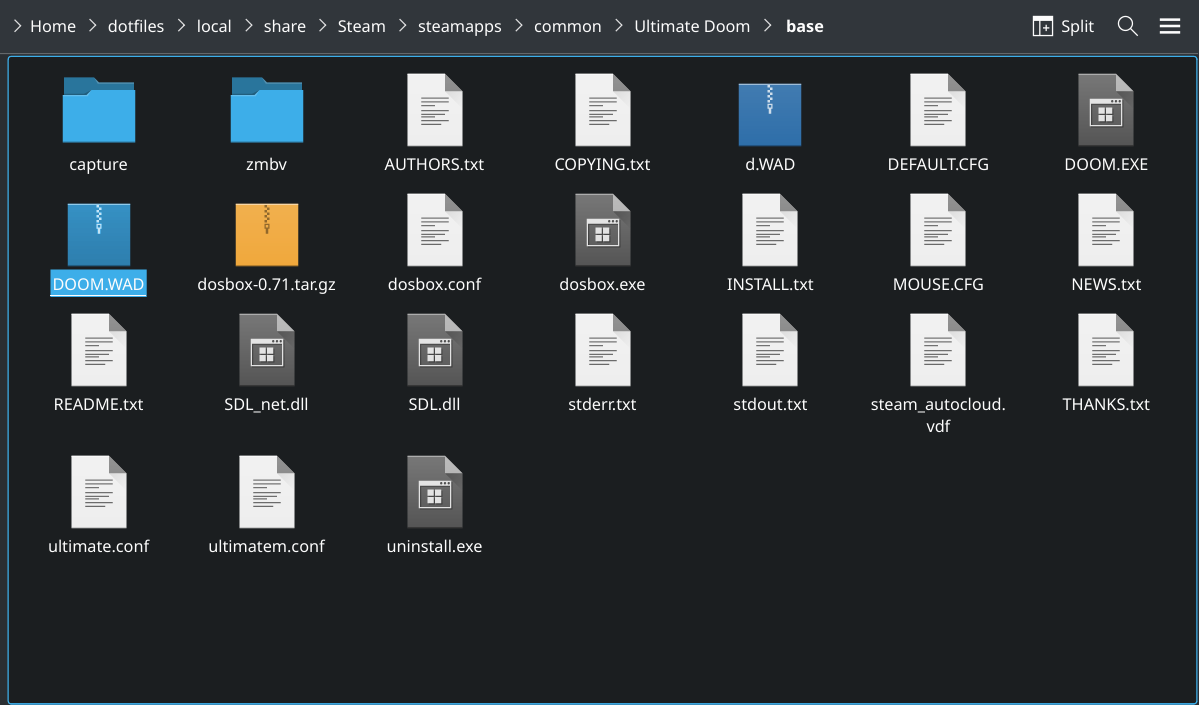 Home dotfiles local share Steam steamapps common Ultimate Doom base Split
capture zmbv AUTHORS.txt COPYING.txt d.WAD DEFAULT.CFG DOOM.EXE
DOOM.WAD dosbox-0.71.tar.gz dosbox.conf dosbox.exe INSTALL.txt MOUSE.CFG NEWS.txt
README.txt SDL_net.dll SDL.dll stderr.txt stdout.txt steam_autocloud. THANKS.txt
vdf
ultimate.conf ultimatem.conf uninstall.exe